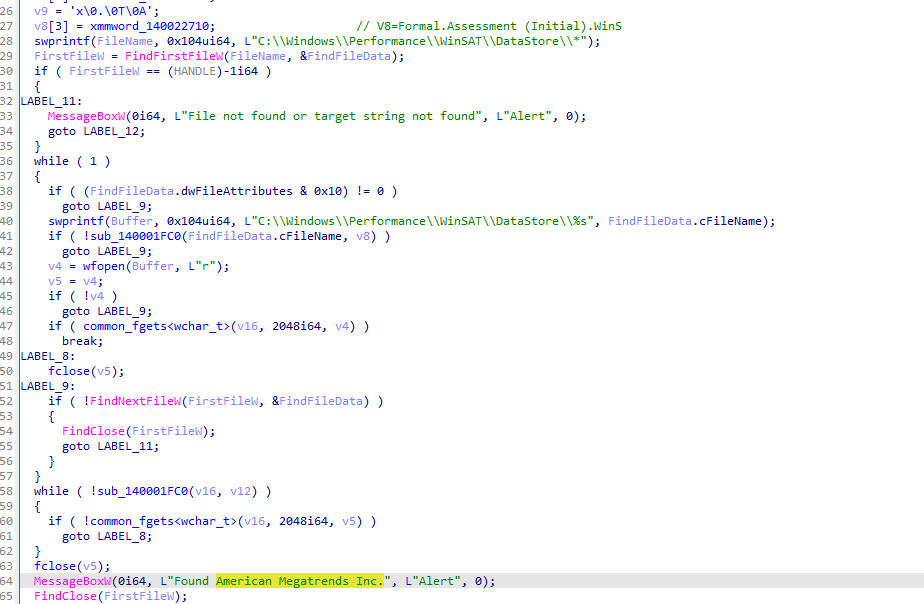 26 v9 = 'x\0.\0T\0A';
27 v8[3] = xmmword_140022710; // V8=Formal.Assessment (Initial).WinS
28 swprintf(FileName, 0x104ui64, L"C:\\Windows\\Performance\\WinSAT\\DataStore\\*");
29 FirstFileW = FindFirstFileW(FileName, &FindFileData);
30 if ( FirstFileW == (HANDLE)-1i64 )
31 {
32 LABEL_11:
33 MessageBoxW(0i64, L"File not found or target string not found", L"Alert", 0);
34 goto LABEL_12;
35 }
36 while ( 1 )
37 {
38 if ( (FindFileData.dwFileAttributes & 0x10) != 0 )
39 goto LABEL_9;
40 swprintf(Buffer, 0x104ui64, L"C:\\Windows\\Performance\\WinSAT\\DataStore\\%s", FindFileData.cFileName);
41 if ( !sub_140001FC0(FindFileData.cFileName, v8) )
42 goto LABEL_9;
43 v4 = wfopen(Buffer, L"r");
44 v5 = v4;
45 if ( !v4 )
46 goto LABEL_9;
47 if ( common_fgets<wchar_t>(v16, 2048i64, v4) )
48 break;
49 LABEL_8:
50 fclose(v5);
51 LABEL_9:
52 if ( !FindNextFileW(FirstFileW, &FindFileData) )
53 {
54 FindClose(FirstFileW);
55 goto LABEL_11;
56 }
57 }
58 while ( !sub_140001FC0(v16, v12) )
59 {
60 if ( !common_fgets<wchar_t>(v16, 2048i64, v5) )
61 goto LABEL_8;
62 }
63 fclose(v5);
64 MessageBoxW(0i64, L"Found American Megatrends Inc.", L"Alert", 0);
65 FindClose(FirstFileW);